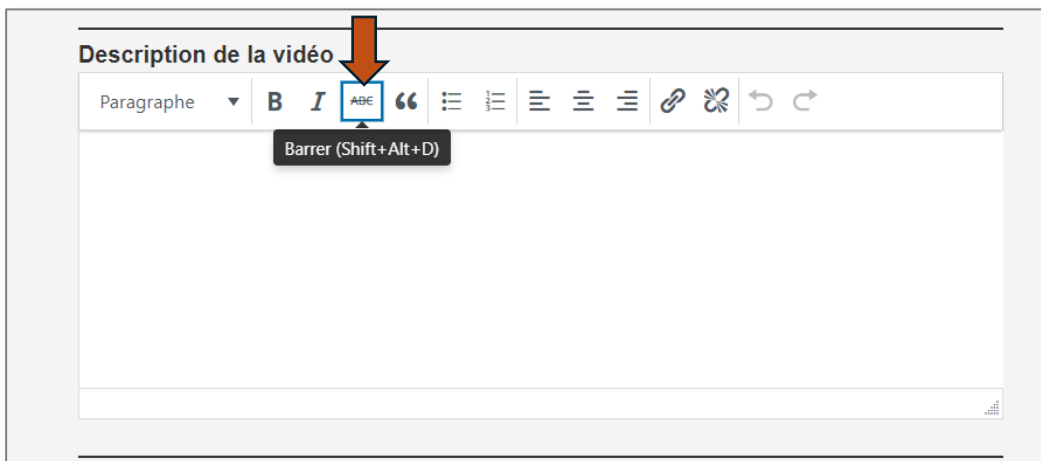 Description de la vidéo
Paragraphe B I ABC
Barrer (Shift+Alt+D)